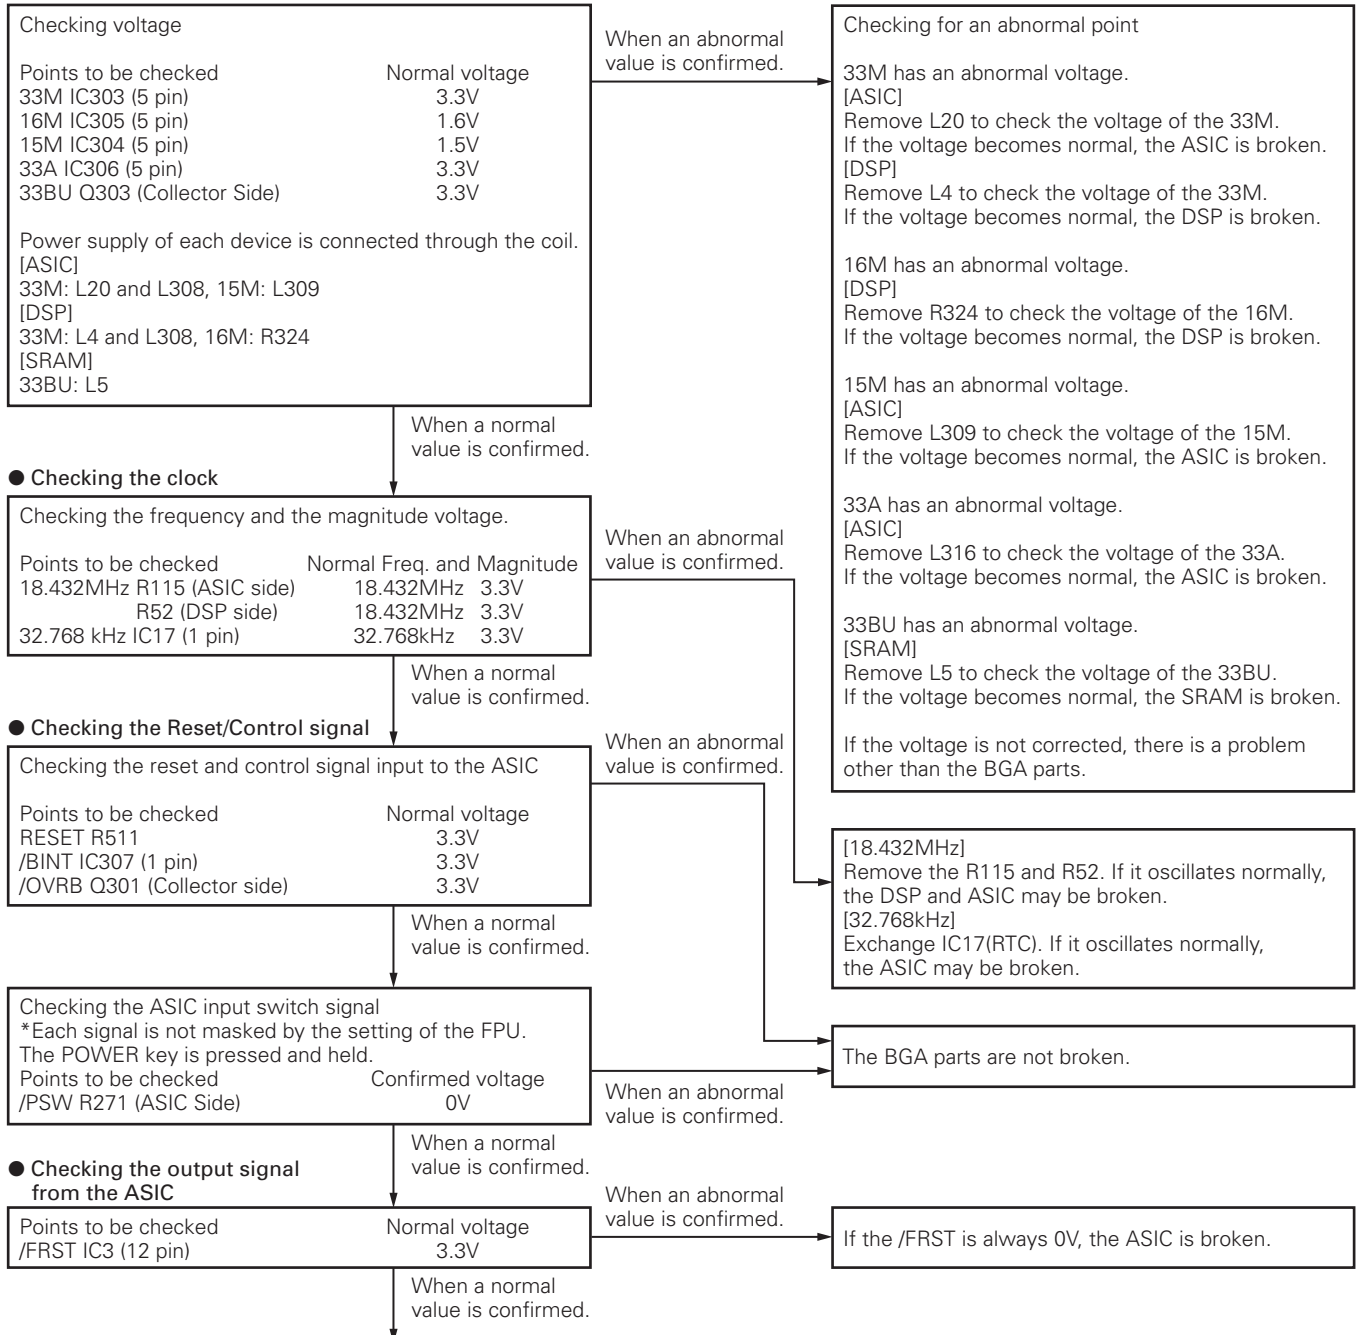 Checking voltage
Points to be checked Normal voltage
33M IC303 (5 pin) 3.3V
16M IC305 (5 pin) 1.6V
15M IC304 (5 pin) 1.5V
33A IC306 (5 pin) 3.3V
33BU Q303 (Collector Side) 3.3V
Power supply of each device is connected through the coil.
[ASIC]
33M: L20 and L308, 15M: L309
[DSP]
33M: L4 and L308, 16M: R324
[SRAM]
33BU: L5
When an abnormal
value is confirmed.
Checking for an abnormal point
33M has an abnormal voltage.
[ASIC]
Remove L20 to check the voltage of the 33M.
If the voltage becomes normal, the ASIC is broken.
[DSP]
Remove L4 to check the voltage of the 33M.
If the voltage becomes normal, the DSP is broken.
16M has an abnormal voltage.
[DSP]
Remove R324 to check the voltage of the 16M.
If the voltage becomes normal, the DSP is broken.
15M has an abnormal voltage.
[ASIC]
Remove L309 to check the voltage of the 15M.
If the voltage becomes normal, the ASIC is broken.
33A has an abnormal voltage.
[ASIC]
Remove L316 to check the voltage of the 33A.
If the voltage becomes normal, the ASIC is broken.
33BU has an abnormal voltage.
[SRAM]
Remove L5 to check the voltage of the 33BU.
If the voltage becomes normal, the SRAM is broken.
If the voltage is not corrected, there is a problem
other than the BGA parts.
When a normal
value is confirmed.
● Checking the clock
Checking the frequency and the magnitude voltage.
Points to be checked Normal Freq. and Magnitude
18.432MHz R115 (ASIC side) 18.432MHz 3.3V
R52 (DSP side) 18.432MHz 3.3V
32.768 kHz IC17 (1 pin) 32.768kHz 3.3V
When an abnormal
value is confirmed.
[18.432MHz]
Remove the R115 and R52. If it oscillates normally,
the DSP and ASIC may be broken.
[32.768kHz]
Exchange IC17(RTC). If it oscillates normally,
the ASIC may be broken.
When a normal
value is confirmed.
● Checking the Reset/Control signal
Checking the reset and control signal input to the ASIC
Points to be checked Normal voltage
RESET R511 3.3V
/BINT IC307 (1 pin) 3.3V
/OVRB Q301 (Collector side) 3.3V
When an abnormal
value is confirmed.
When a normal
value is confirmed.
Checking the ASIC input switch signal
*Each signal is not masked by the setting of the FPU.
The POWER key is pressed and held.
Points to be checked Confirmed voltage
/PSW R271 (ASIC Side) 0V
When an abnormal
value is confirmed.
The BGA parts are not broken.
When a normal
value is confirmed.
● Checking the output signal
from the ASIC
Points to be checked Normal voltage
/FRST IC3 (12 pin) 3.3V
When an abnormal
value is confirmed.
If the /FRST is always 0V, the ASIC is broken.
When a normal
value is confirmed.